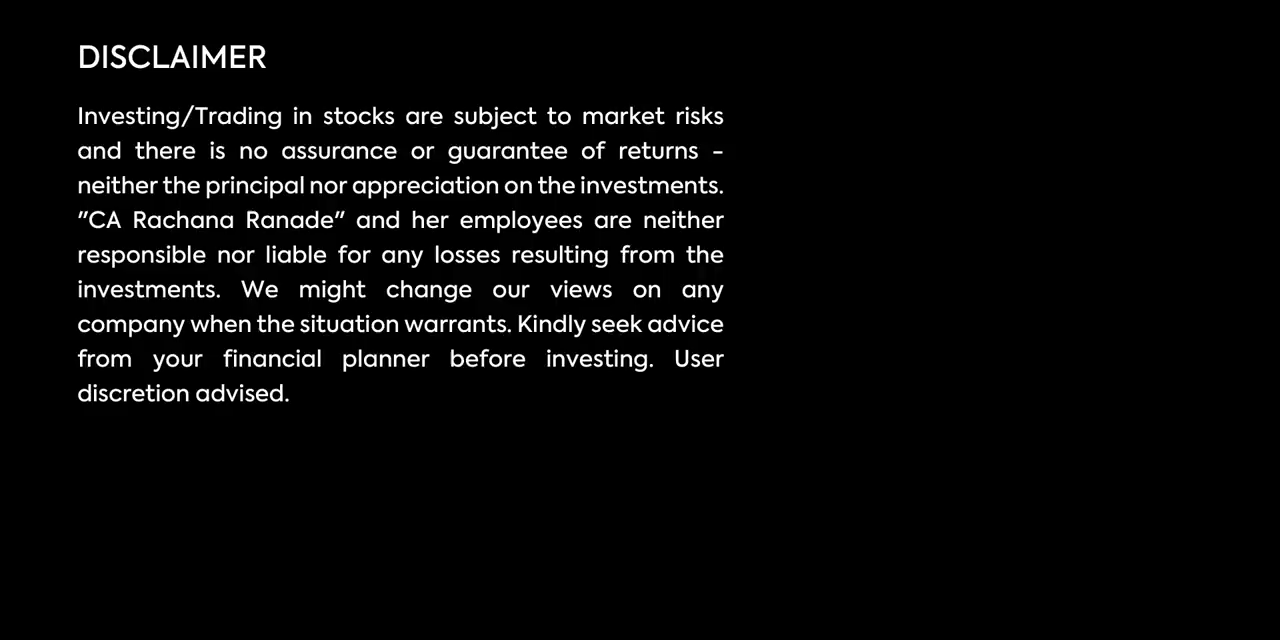 DISCLAIMER
Investing/Trading in stocks are subject to market risks
and there is no assurance or guarantee of returns -
neither the principal nor appreciation on the investments.
"CA Rachana Ranade" and her employees are neither
responsible nor liable for any losses resulting from the
investments. We might change our views on any
company when the situation warrants. Kindly seek advice
from your financial planner before investing. User
discretion advised.